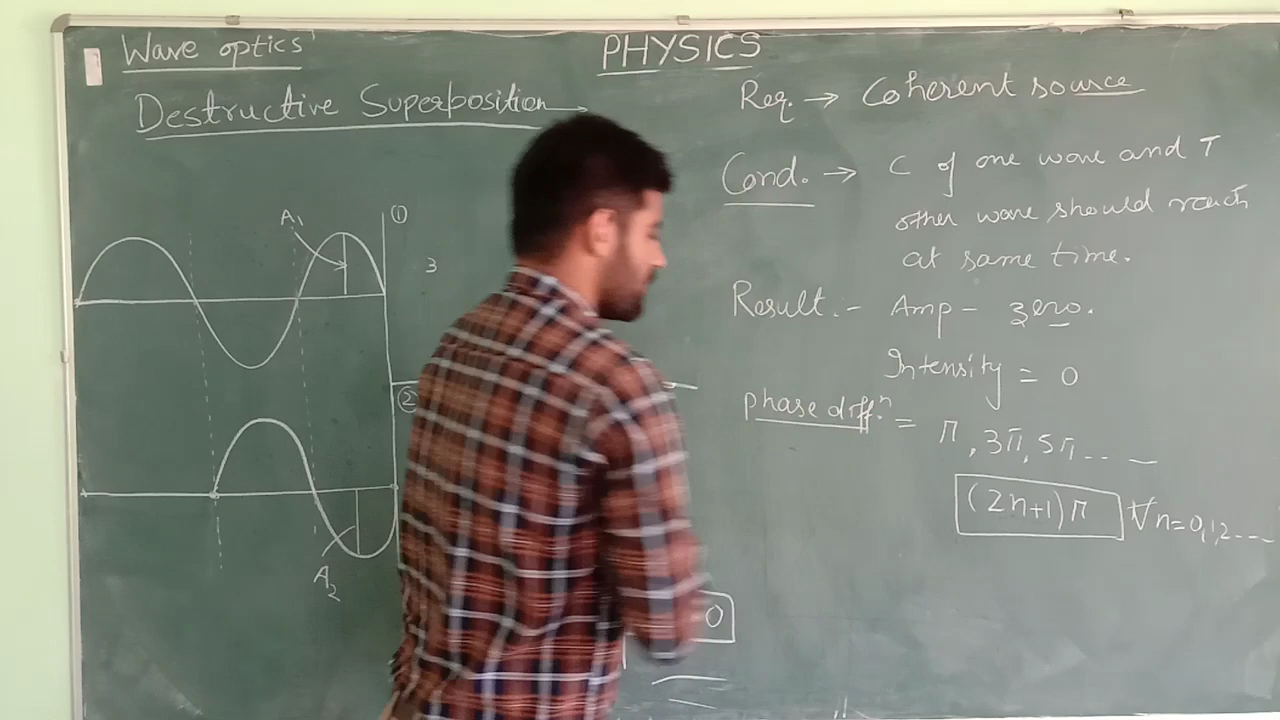 Wave optics
PHYSICS
Destructive Superposition
A₁
①
3
②
A₂
0
Req. → Coherent source
Cond. → C of one wave and T
other wave should reach
at same time.
Result :- Amp - zero.
Intensity = 0
Phase diffⁿ = π, 3π, 5π - - -
(2n+1)π ∀ n=0,1,2 - - -